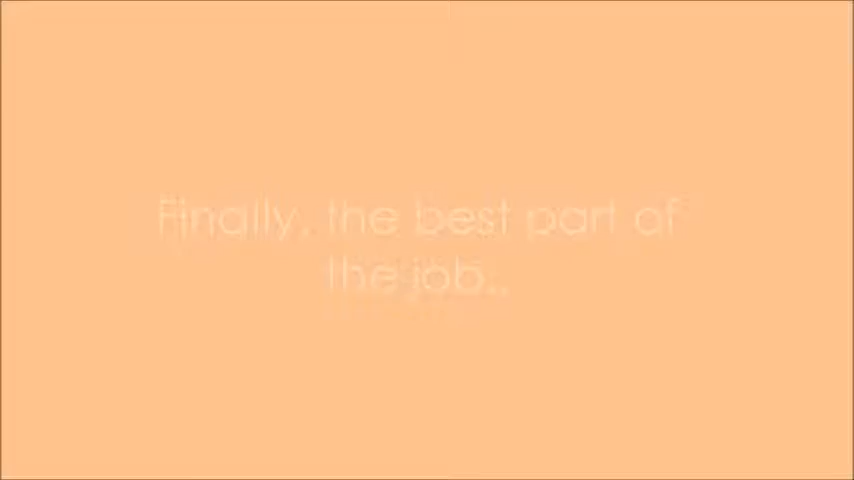 Finally, the best part of
the job..